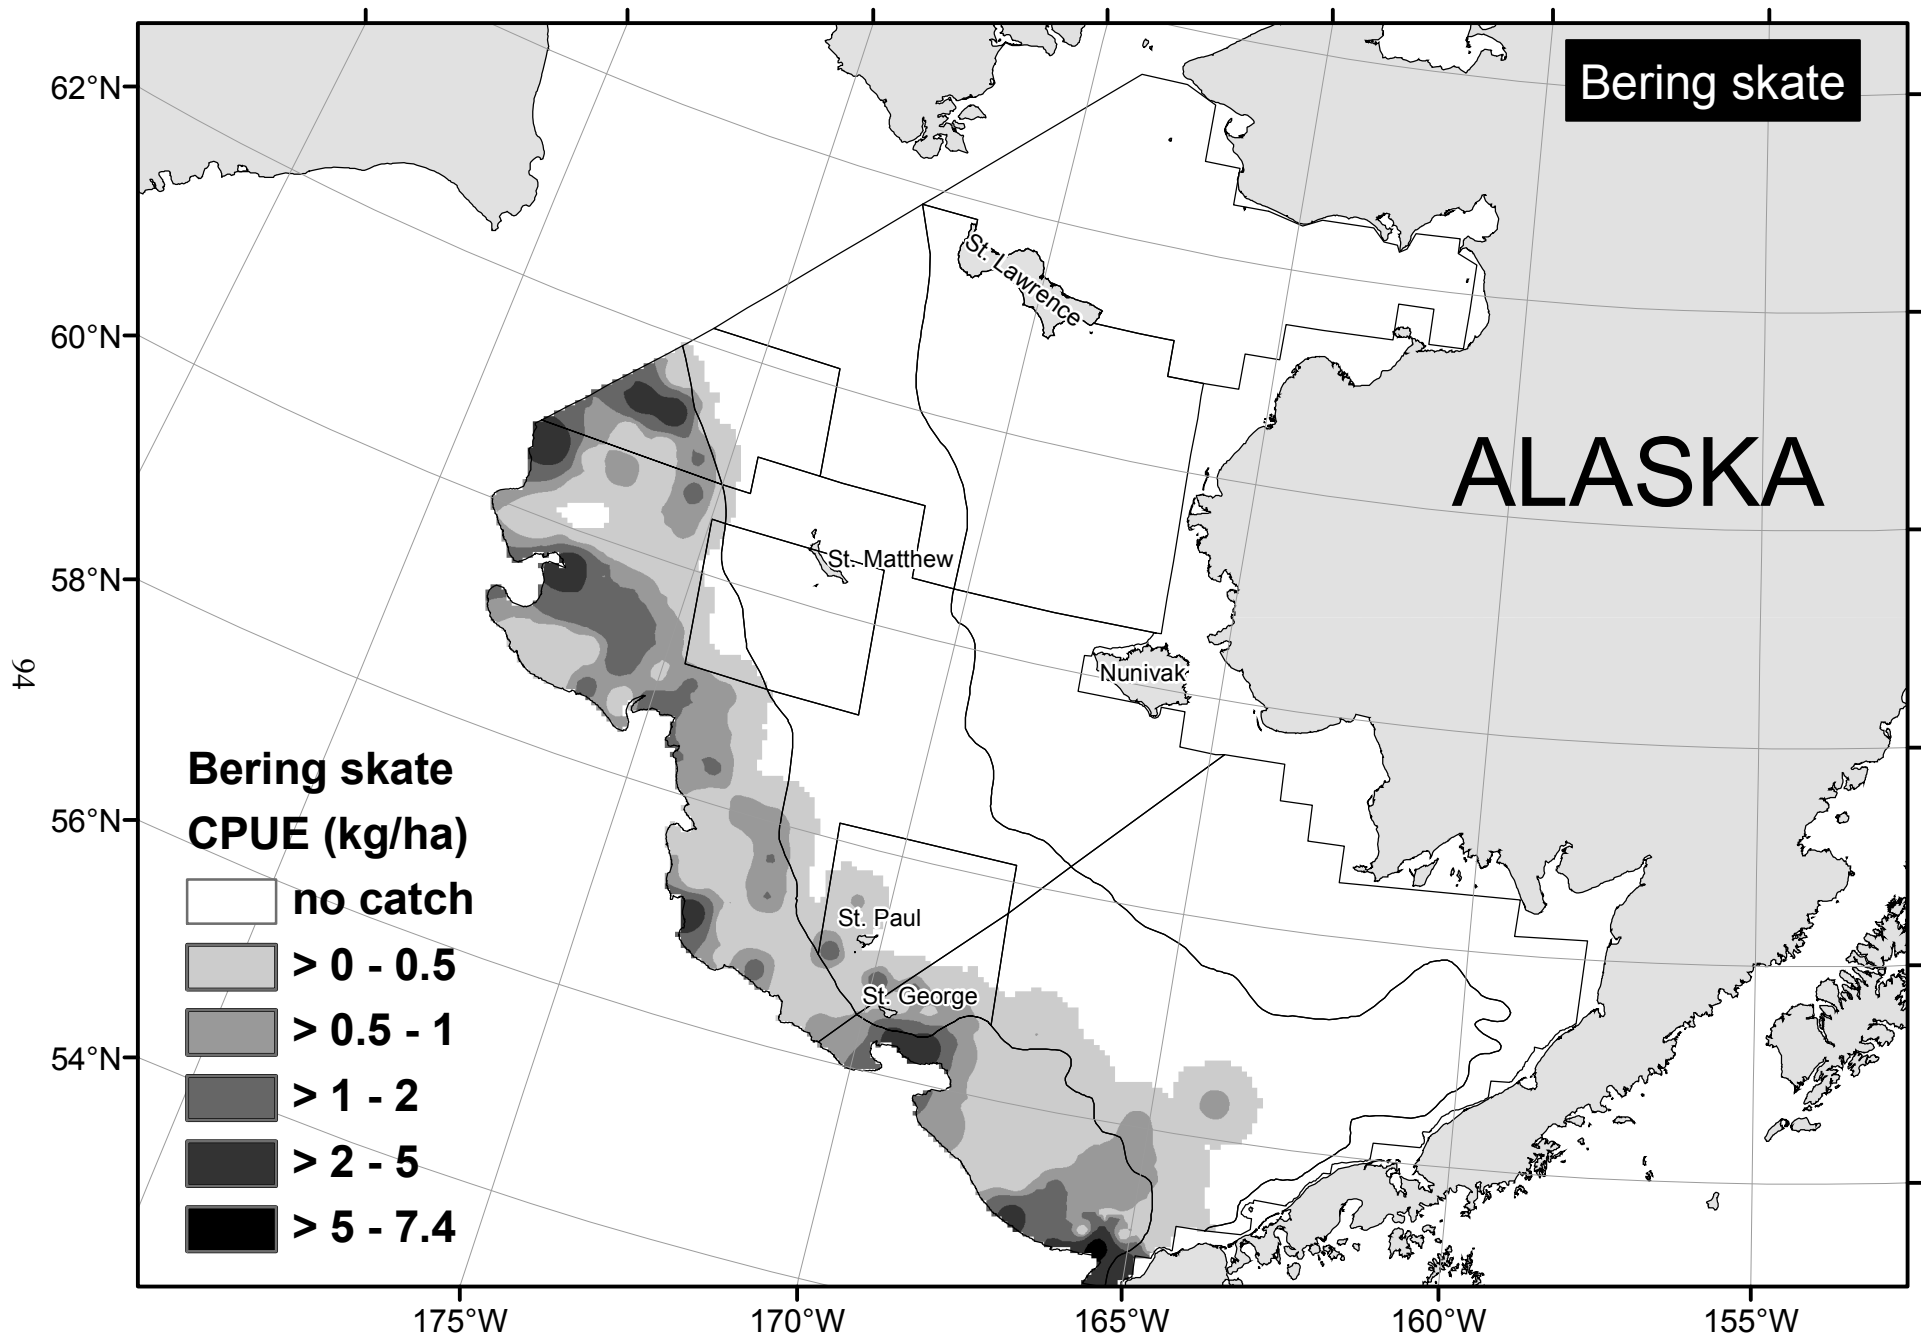 Bering skate
62°N
60°N
58°N
56°N
54°N
St. Lawrence
ALASKA
St. Matthew
Nunivak
St. Paul
St. George
94
Bering skate
CPUE (kg/ha)
no catch
> 0 - 0.5
> 0.5 - 1
> 1 - 2
> 2 - 5
> 5 - 7.4
175°W
170°W
165°W
160°W
155°W